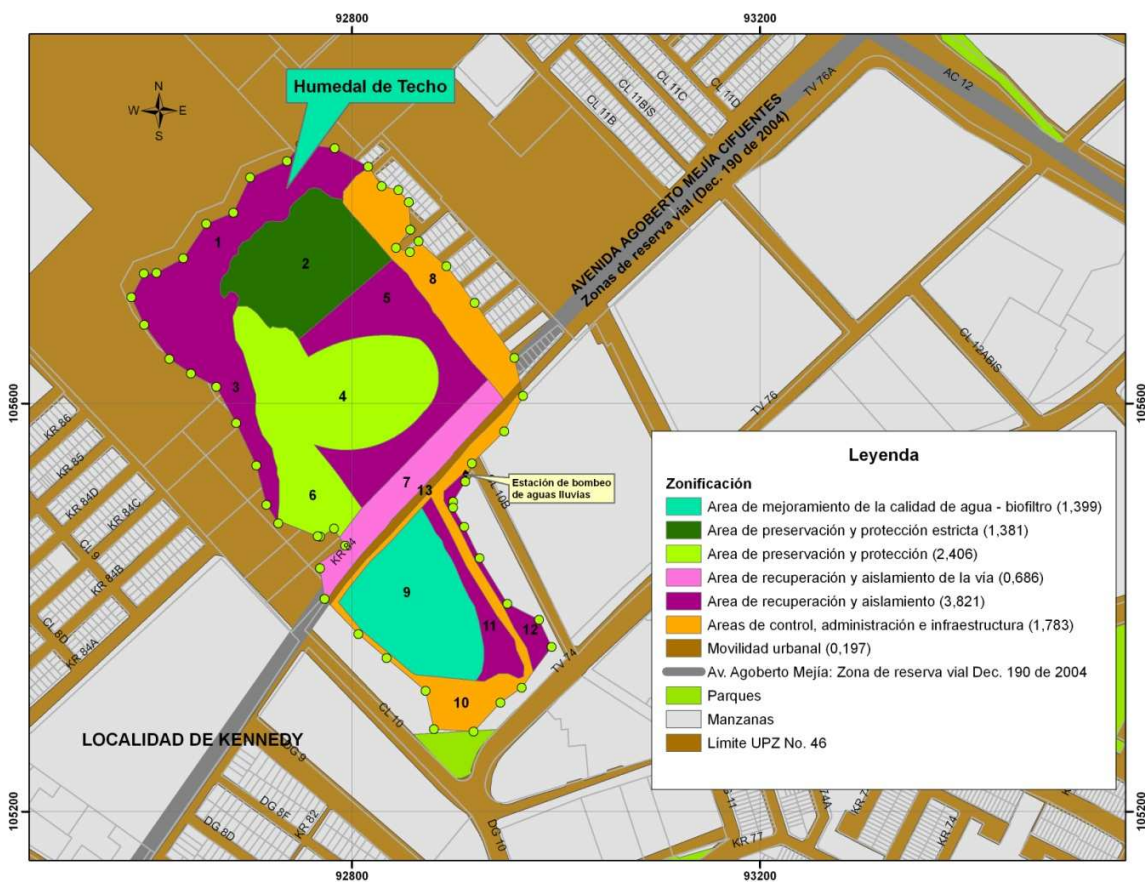 92800
93200
105600
105600
105200
105200
92800
93200
N
W
E
S
Humedal de Techo
CL 11B
CL 11BIS
CL 11C
CL 11D
TV 76A
AC 12
AVENIDA AGOBERTO MEJÍA CIFUENTES
Zonas de reserva vial (Dec. 190 de 2004)
CL 12ABIS
TV 76
1
2
3
4
5
6
7
8
9
10
11
12
13
Estación de bombeo
de aguas lluvias
KR 86
KR 85
KR 84D
KR 84C
CL 9
KR 84B
CL 8D
KR 84A
KR 84
TV 74
CL 10
LOCALIDAD DE KENNEDY
DG 9
DG 8F
DG 8D
KR 82
DG 10
KR 77
74A
KR 74
Leyenda
Zonificación
Area de mejoramiento de la calidad de agua - biofiltro (1,399)
Area de preservación y protección estricta (1,381)
Area de preservación y protección (2,406)
Area de recuperación y aislamiento de la vía (0,686)
Area de recuperación y aislamiento (3,821)
Areas de control, administración e infraestructura (1,783)
Movilidad urbanal (0,197)
Av. Agoberto Mejía: Zona de reserva vial Dec. 190 de 2004
Parques
Manzanas
Límite UPZ No. 46